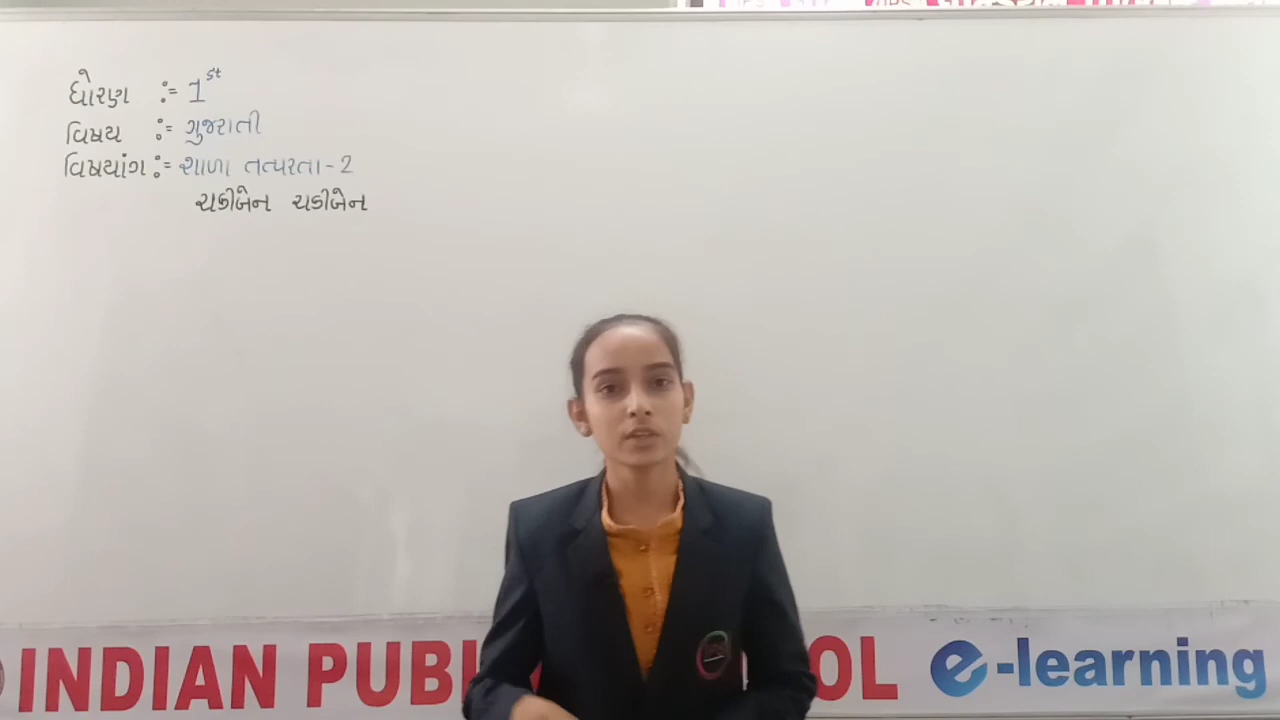 ધોરણ := 1st
વિષય := ગુજરાતી
વિષયાંગ := શાળા તત્પરતા-2
ચકીબેન ચકીબેન
INDIAN PUBL OL e-learning